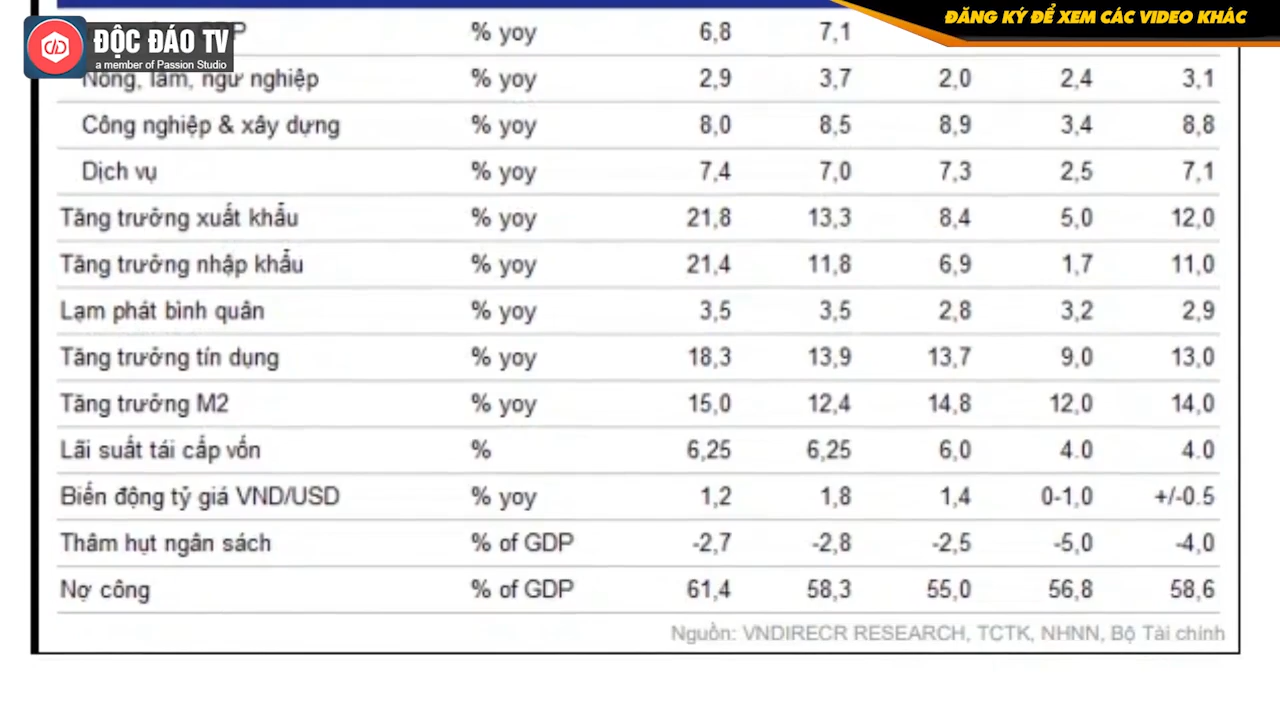 ĐĂNG KÝ ĐỂ XEM CÁC VIDEO KHÁC
ĐỘC ĐÁO TV
a member of Passion Studio
% yoy 6,8 7,1
Nông, lâm, ngư nghiệp % yoy 2,9 3,7 2,0 2,4 3,1
Công nghiệp & xây dựng % yoy 8,0 8,5 8,9 3,4 8,8
Dịch vụ % yoy 7,4 7,0 7,3 2,5 7,1
Tăng trưởng xuất khẩu % yoy 21,8 13,3 8,4 5,0 12,0
Tăng trưởng nhập khẩu % yoy 21,4 11,8 6,9 1,7 11,0
Lạm phát bình quân % yoy 3,5 3,5 2,8 3,2 2,9
Tăng trưởng tín dụng % yoy 18,3 13,9 13,7 9,0 13,0
Tăng trưởng M2 % yoy 15,0 12,4 14,8 12,0 14,0
Lãi suất tái cấp vốn % 6,25 6,25 6,0 4.0 4.0
Biến động tỷ giá VND/USD % yoy 1,2 1,8 1,4 0-1,0 +/-0.5
Thâm hụt ngân sách % of GDP -2,7 -2,8 -2,5 -5,0 -4,0
Nợ công % of GDP 61,4 58,3 55,0 56,8 58,6
Nguồn: VNDIRECR RESEARCH, TCTK, NHNN, Bộ Tài chính